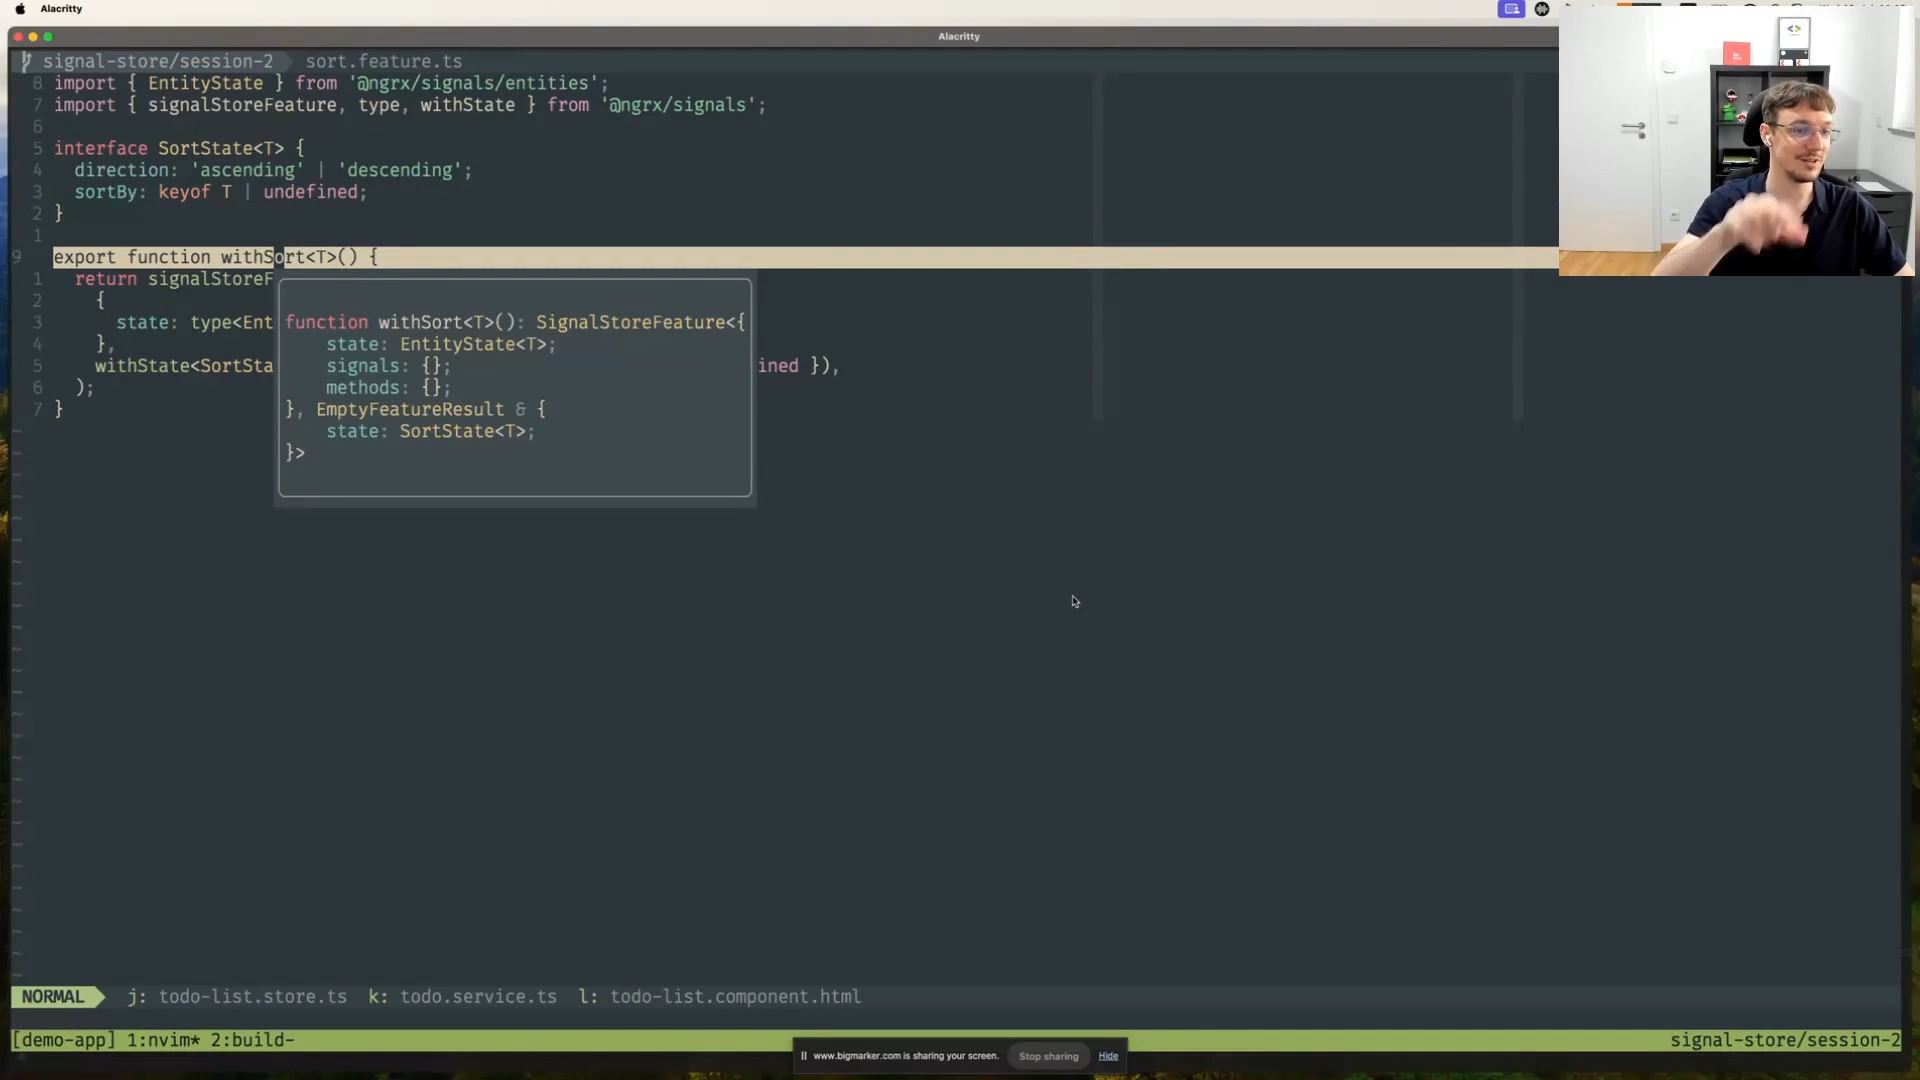 Alacritty
Alacritty
signal-store/session-2 sort.feature.ts
8 import { EntityState } from '@ngrx/signals/entities';
7 import { signalStoreFeature, type, withState } from '@ngrx/signals';
6
5 interface SortState<T> {
4 direction: 'ascending' | 'descending';
3 sortBy: keyof T | undefined;
2 }
1
9 export function withSort<T>() {
1 return signalStoreF
2 {
3 state: type<Ent
4 },
5 withState<SortSta ined }),
6 );
7 }
function withSort<T>(): SignalStoreFeature<{
state: EntityState<T>;
signals: {};
methods: {};
}, EmptyFeatureResult & {
state: SortState<T>;
}>
NORMAL j: todo-list.store.ts k: todo.service.ts l: todo-list.component.html
[demo-app] 1:nvim* 2:build- signal-store/session-2
www.bigmarker.com is sharing your screen. Stop sharing Hide